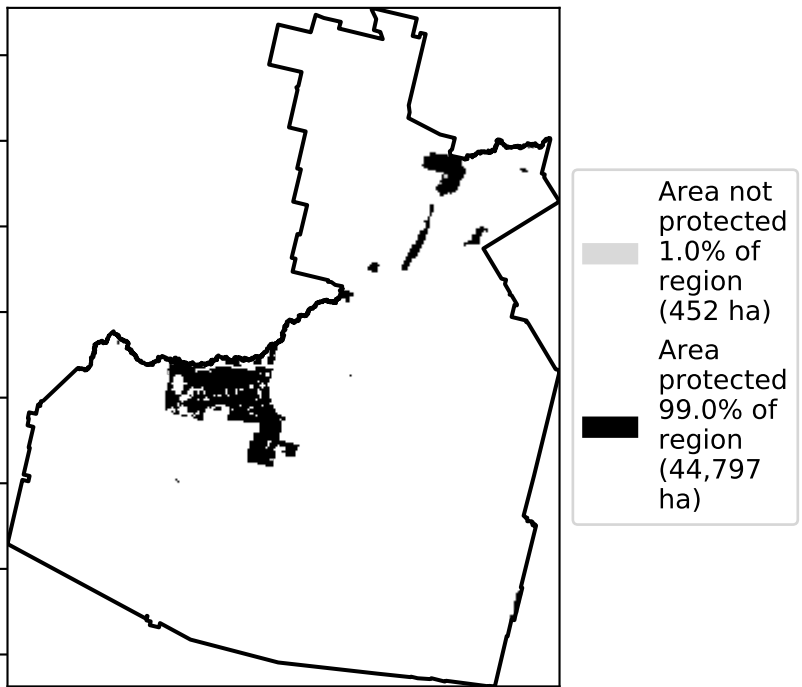 Area not
protected
1.0% of
region
(452 ha)
Area
protected
99.0% of
region
(44,797
ha)